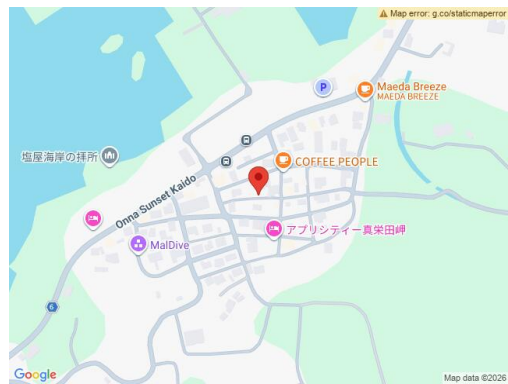 Map error: g.co/staticmaperror
P
Maeda Breeze
MAEDA BREEZE
塩屋海岸の拝所
COFFEE PEOPLE
Onna Sunset Kaido
アプリンティー真栄田岬
MalDive
6
Google
Map data ©2026